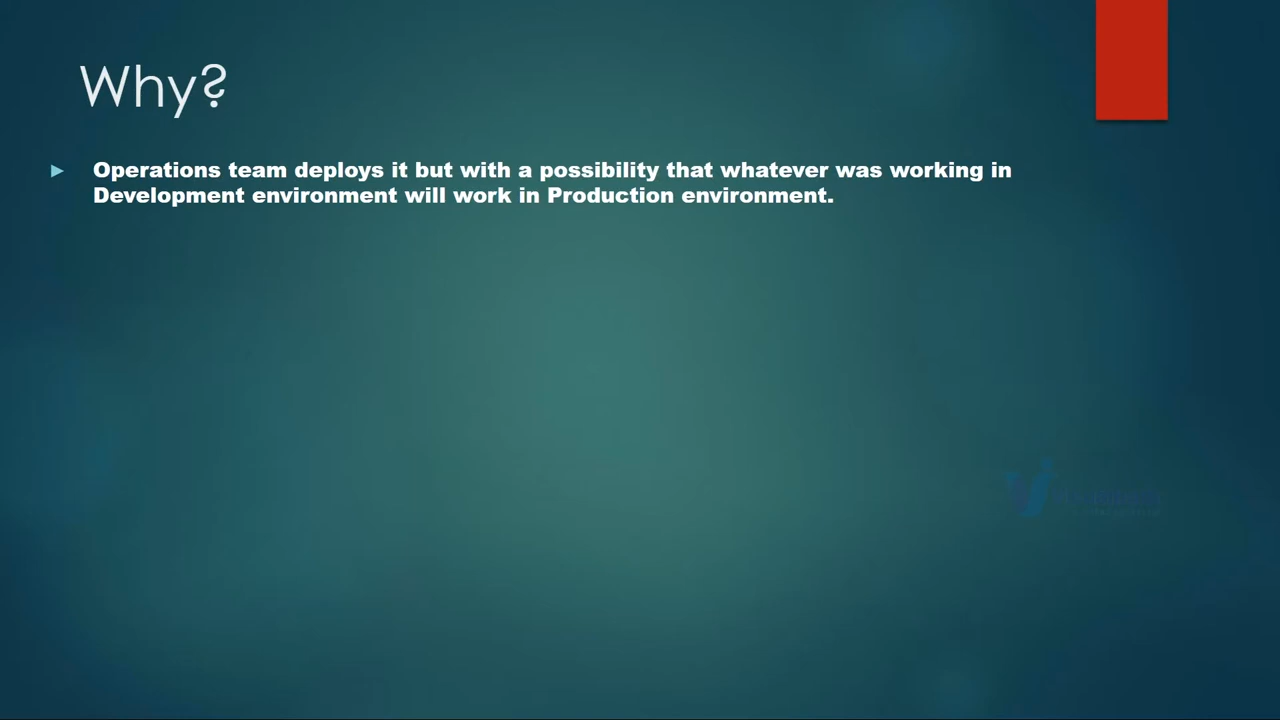 Why?
Operations team deploys it but with a possibility that whatever was working in
Development environment will work in Production environment.